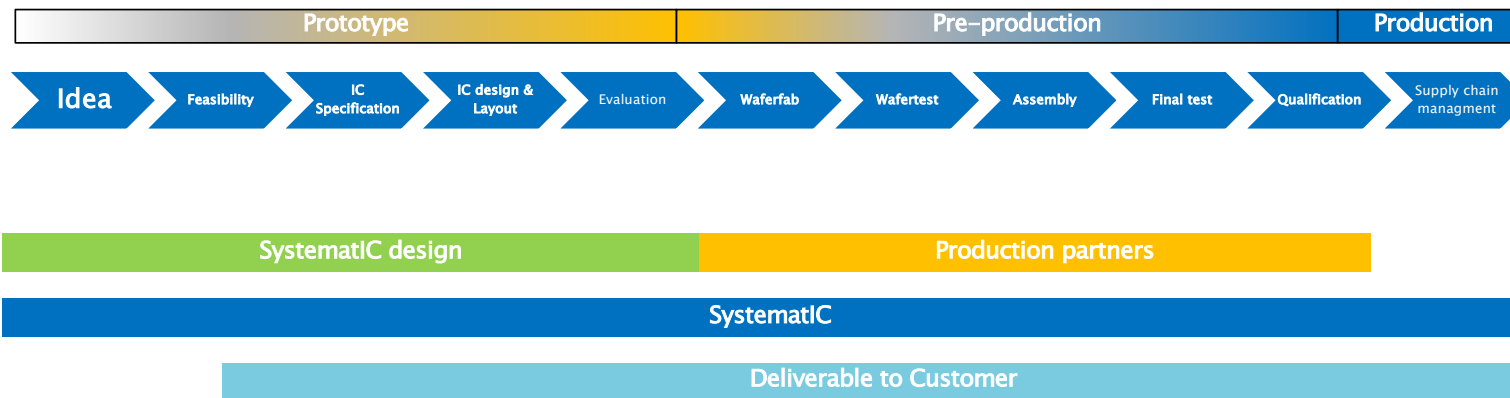 Prototype Pre-production Production
Idea
Feasibility
IC
Specification
IC design &
Layout
Evaluation
Waferfab
Wafertest
Assembly
Final test
Qualification
Supply chain
managment
SystematIC design
Production partners
SystematIC
Deliverable to Customer